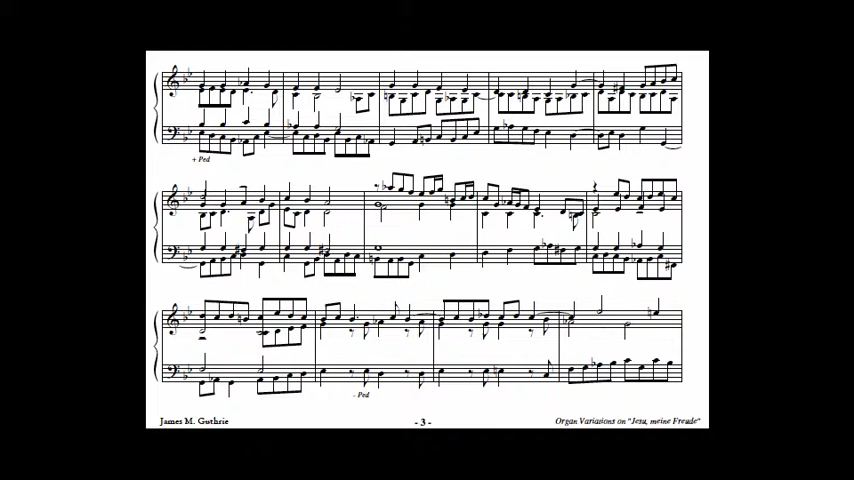 + Ped
- Ped
James M. Guthrie
- 3 -
Organ Variations on "Jesu, meine Freude"